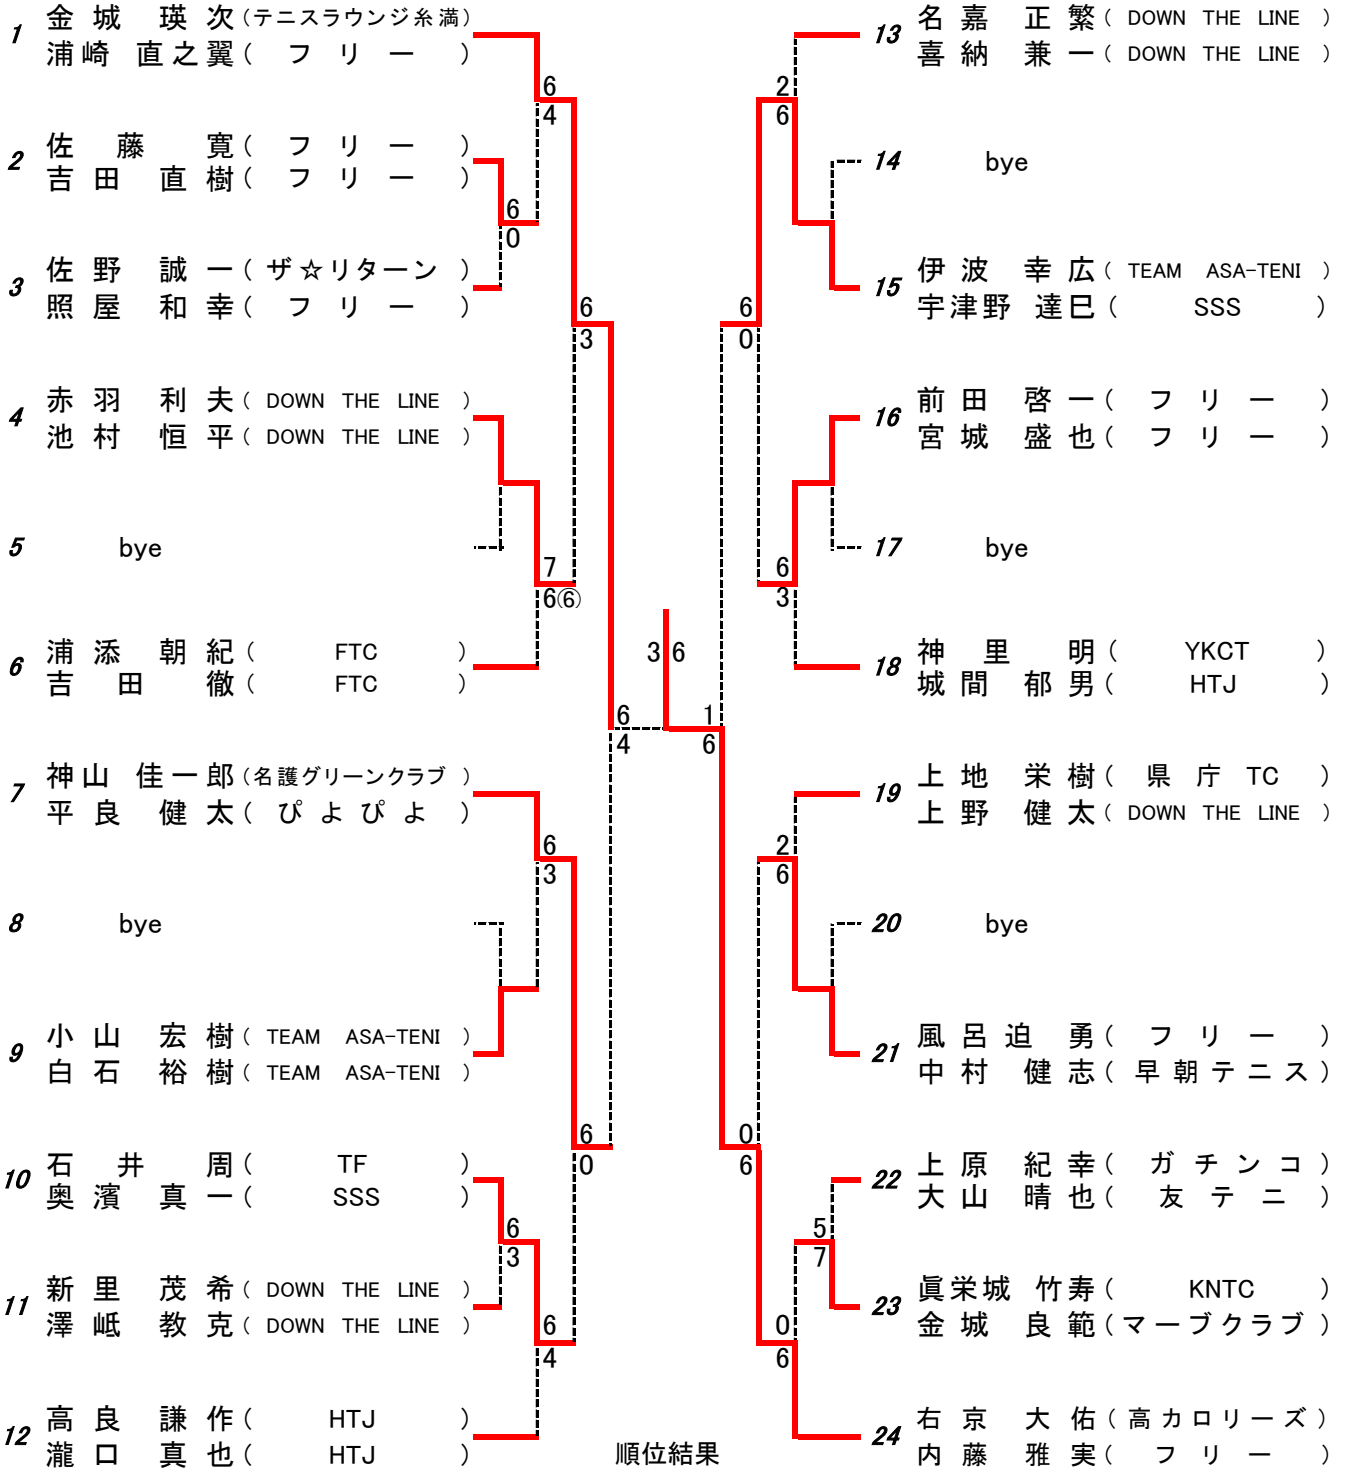 1 金城 瑛次(テニスラウンジ糸満)
浦崎 直之翼( フリー )
6
4
2 佐藤 寛( フリー )
吉田 直樹( フリー )
6
0
3 佐野 誠一( ザ☆リターン )
照屋 和幸( フリー )
6
3
4 赤羽 利夫( DOWN THE LINE )
池村 恒平( DOWN THE LINE )
5 bye
7
6⑥
6 浦添 朝紀( FTC )
吉田 徹( FTC )
6
4
7 神山 佳一郎(名護グリーンクラブ )
平良 健太( ぴよぴよ )
6
3
8 bye
9 小山 宏樹( TEAM ASA-TENI )
白石 裕樹( TEAM ASA-TENI )
6
0
10 石井 周( TF )
奥濱 真一( SSS )
6
3
11 新里 茂希( DOWN THE LINE )
澤岻 教克( DOWN THE LINE )
6
4
12 高良 謙作( HTJ )
瀧口 真也( HTJ )
3 6
13 名嘉 正繁( DOWN THE LINE )
喜納 兼一( DOWN THE LINE )
2
6
14 bye
15 伊波 幸広( TEAM ASA-TENI )
宇津野 達巳( SSS )
6
0
16 前田 啓一( フリー )
宮城 盛也( フリー )
17 bye
6
3
18 神里 明( YKCT )
城間 郁男( HTJ )
1
6
19 上地 栄樹( 県庁TC )
上野 健太( DOWN THE LINE )
2
6
20 bye
21 風呂迫 勇( フリー )
中村 健志( 早朝テニス )
0
6
22 上原 紀幸( ガチンコ )
大山 晴也( 友テニ )
5
7
23 眞栄城 竹寿( KNTC )
金城 良範( マーブクラブ )
0
6
24 右京 大佑( 高カロリーズ )
内藤 雅実( フリー )
順位結果